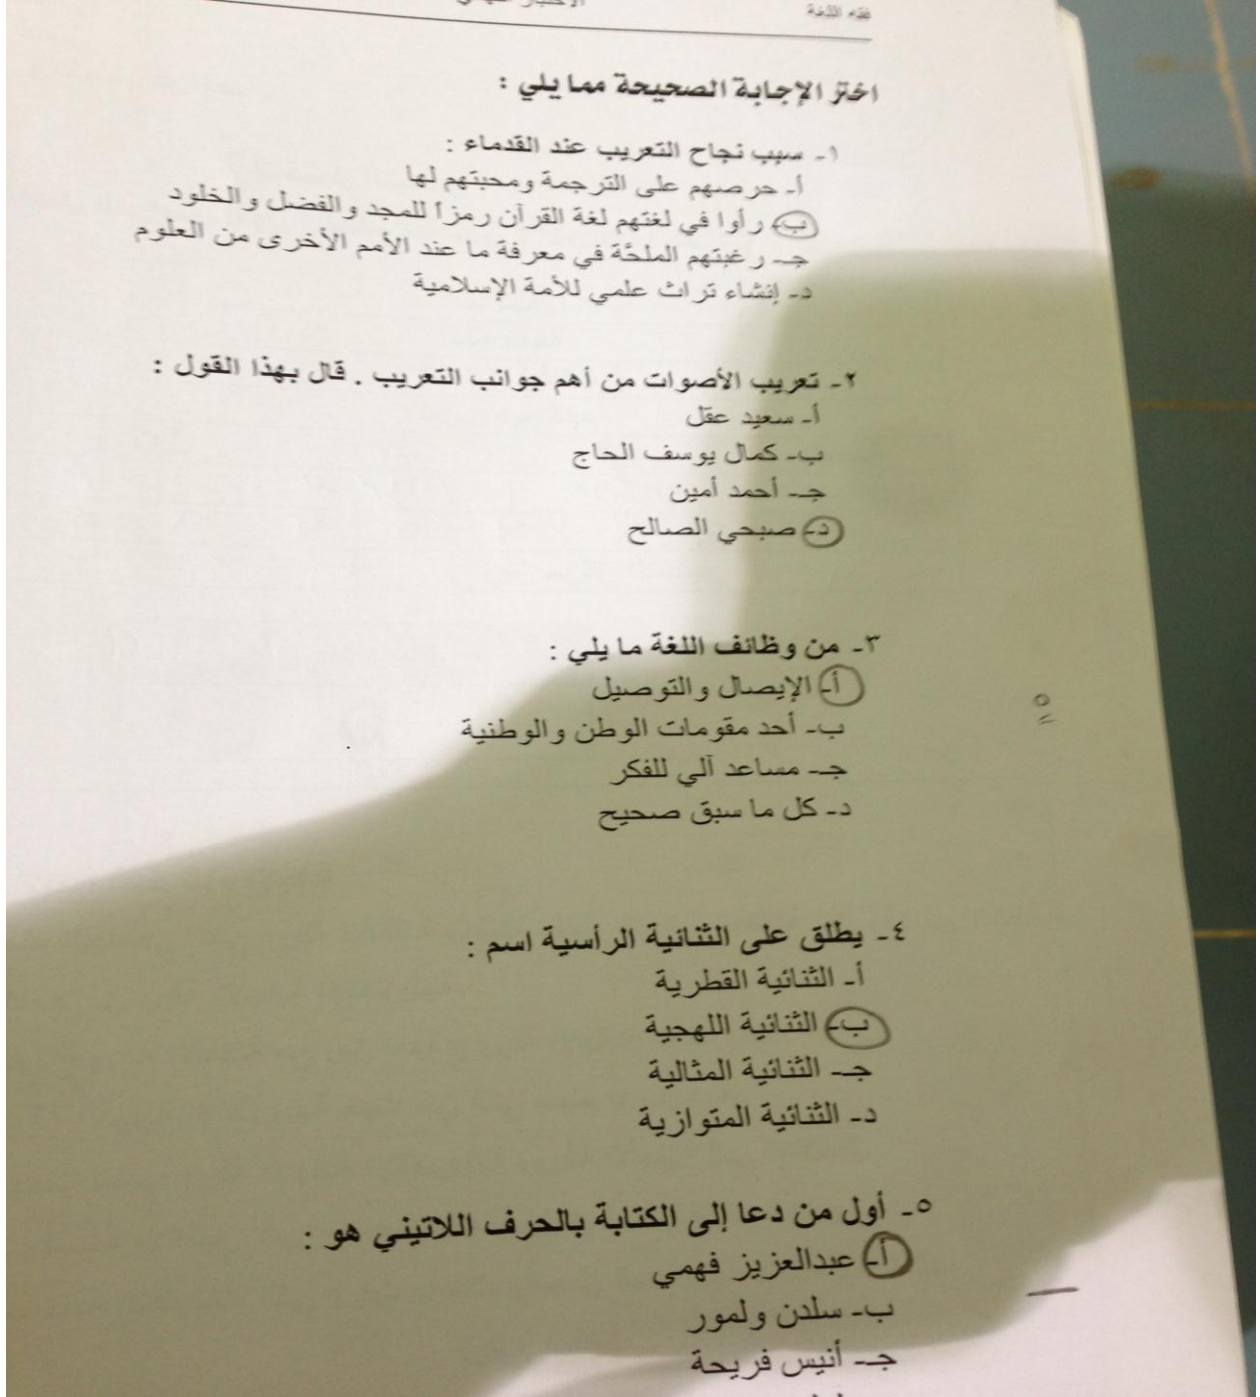 فقه اللغة
اختر الإجابة الصحيحة مما يلي :
١- سبب نجاح التعريب عند القدماء :
أ- حرصهم على الترجمة ومحبتهم لها
ب- رأوا في لغتهم لغة القرآن رمزاً للمجد والفضل والخلود
جـ- رغبتهم الملحَّة في معرفة ما عند الأمم الأخرى من العلوم
د- إنشاء تراث علمي للأمة الإسلامية
٢- تعريب الأصوات من أهم جوانب التعريب . قال بهذا القول :
أ- سعيد عقل
ب- كمال يوسف الحاج
جـ- أحمد أمين
د- صبحي الصالح
٣- من وظائف اللغة ما يلي :
أ- الإيصال والتوصيل
ب- أحد مقومات الوطن والوطنية
جـ- مساعد آلي للفكر
د- كل ما سبق صحيح
٥
٤- يطلق على الثنائية الرأسية اسم :
أ- الثنائية القطرية
ب- الثنائية اللهجية
جـ- الثنائية المثالية
د- الثنائية المتوازية
٥- أول من دعا إلى الكتابة بالحرف اللاتيني هو :
أ- عبدالعزيز فهمي
ب- سلدن ولمور
جـ- أنيس فريحة